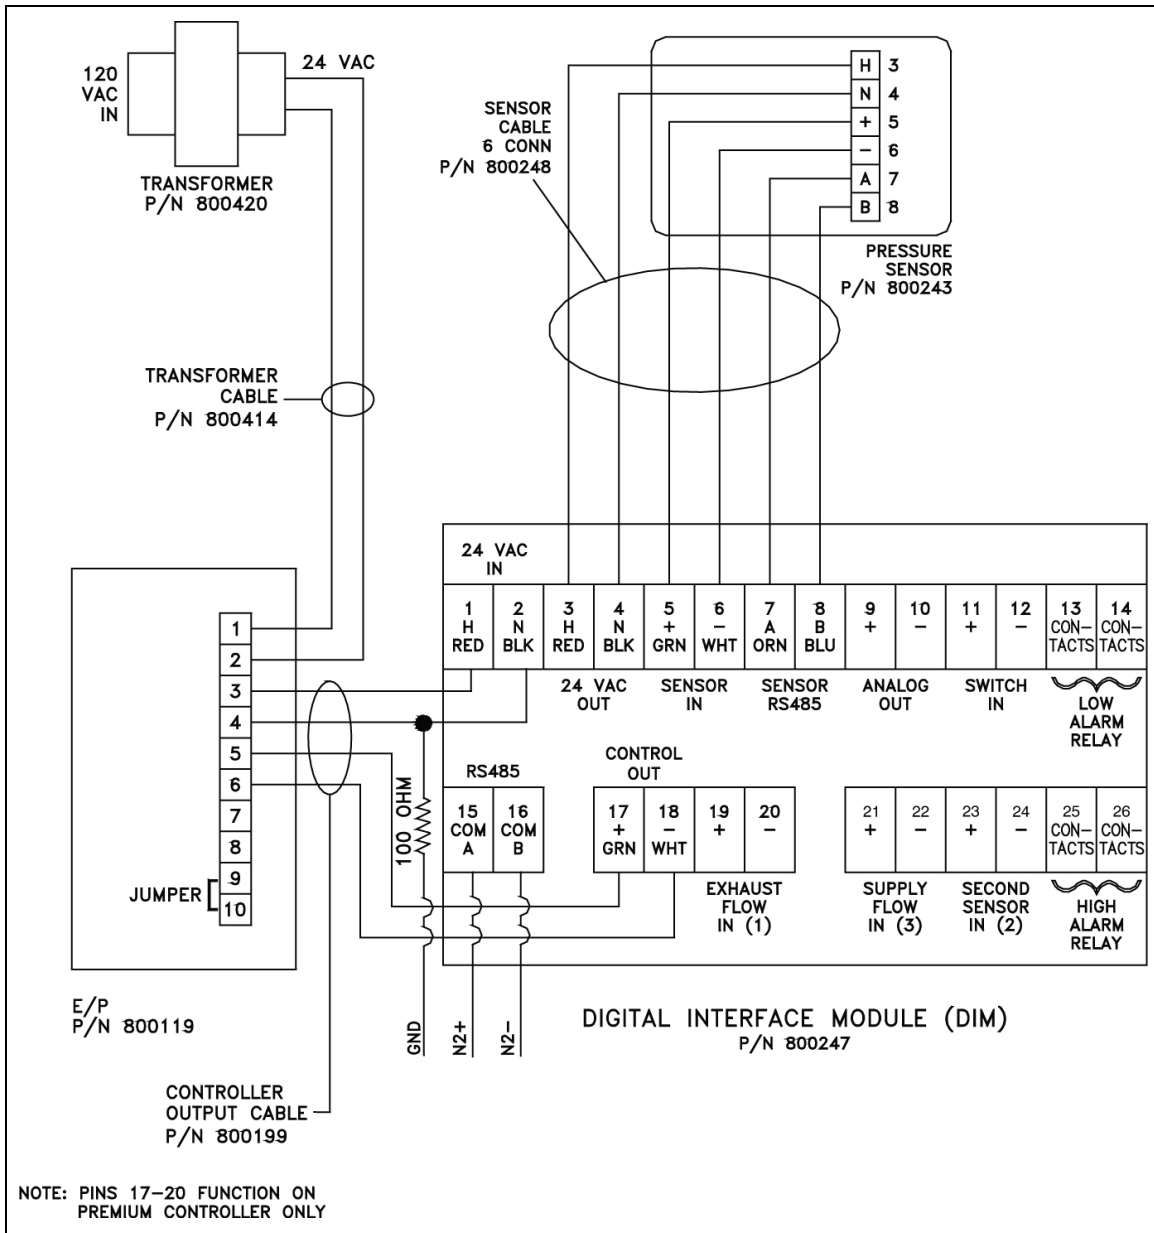 120
VAC
IN
24 VAC
TRANSFORMER
P/N 800420
SENSOR
CABLE
6 CONN
P/N 800248
H 3
N 4
+ 5
- 6
A 7
B 8
PRESSURE
SENSOR
P/N 800243
TRANSFORMER
CABLE
P/N 800414
24 VAC
IN
1 2 3 4 5 6 7 8 9 10 11 12 13 14
H N H N + - A B + - + - CON- CON-
RED BLK RED BLK GRN WHT ORN BLU TACTS TACTS
24 VAC
OUT
SENSOR
IN
SENSOR
RS485
ANALOG
OUT
SWITCH
IN
LOW
ALARM
RELAY
1
2
3
4
5
6
7
8
9
10
JUMPER
E/P
P/N 800119
100 OHM
RS485
CONTROL
OUT
15 16 17 18 19 20 21 22 23 24 25 26
COM COM + - + - + - + - CON- CON-
A B GRN WHT TACTS TACTS
EXHAUST
FLOW
IN (1)
SUPPLY
FLOW
IN (3)
SECOND
SENSOR
IN (2)
HIGH
ALARM
RELAY
GND
N2+
N2-
DIGITAL INTERFACE MODULE (DIM)
P/N 800247
CONTROLLER
OUTPUT CABLE
P/N 800199
NOTE: PINS 17-20 FUNCTION ON
PREMIUM CONTROLLER ONLY